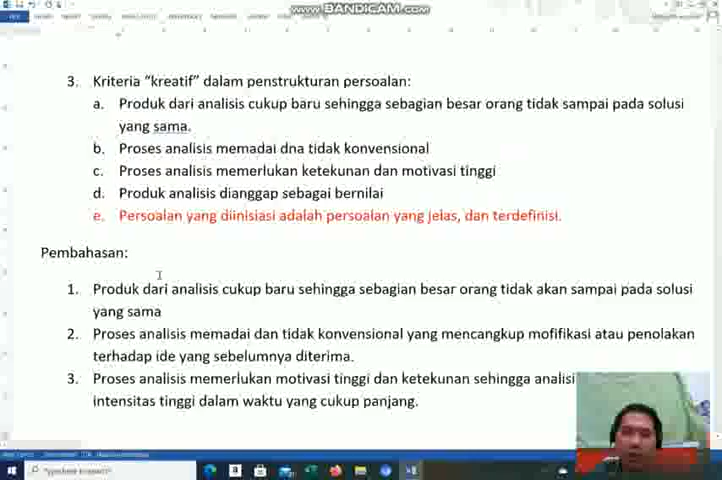 www.BANDICAM.com
3. Kriteria “kreatif” dalam penstrukturan persoalan:
a. Produk dari analisis cukup baru sehingga sebagian besar orang tidak sampai pada solusi
yang sama.
b. Proses analisis memadai dna tidak konvensional
c. Proses analisis memerlukan ketekunan dan motivasi tinggi
d. Produk analisis dianggap sebagai bernilai
e. Persoalan yang diinisiasi adalah persoalan yang jelas, dan terdefinisi.
Pembahasan:
1. Produk dari analisis cukup baru sehingga sebagian besar orang tidak akan sampai pada solusi
yang sama
2. Proses analisis memadai dan tidak konvensional yang mencangkup mofifikasi atau penolakan
terhadap ide yang sebelumnya diterima.
3. Proses analisis memerlukan motivasi tinggi dan ketekunan sehingga analisi
intensitas tinggi dalam waktu yang cukup panjang.